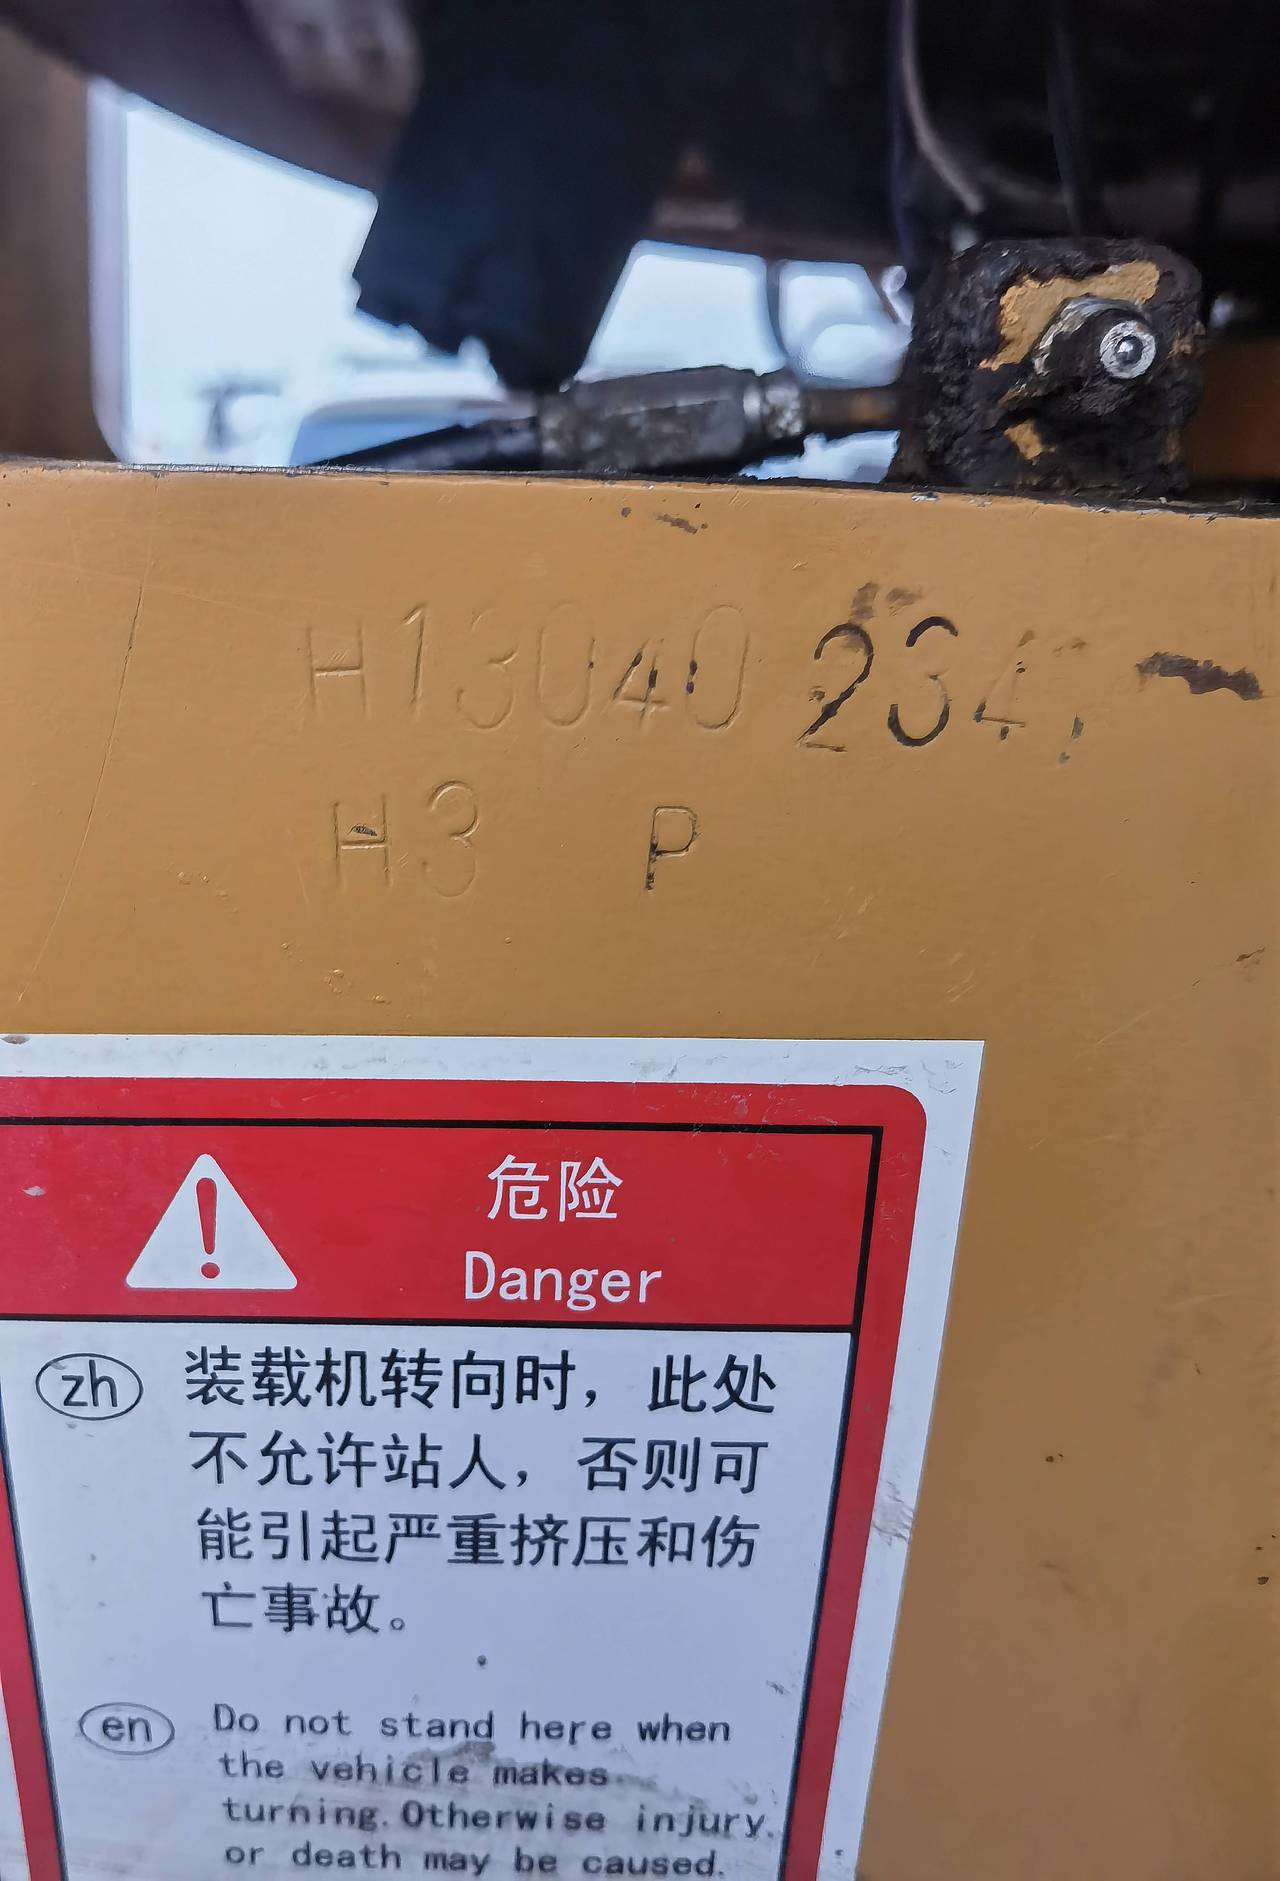 H13040234
H3 P
危险
Danger
zh 装载机转向时，此处
不允许站人，否则可
能引起严重挤压和伤
亡事故。
en Do not stand here when
the vehicle makes
turning. Otherwise injury
or death may be caused.